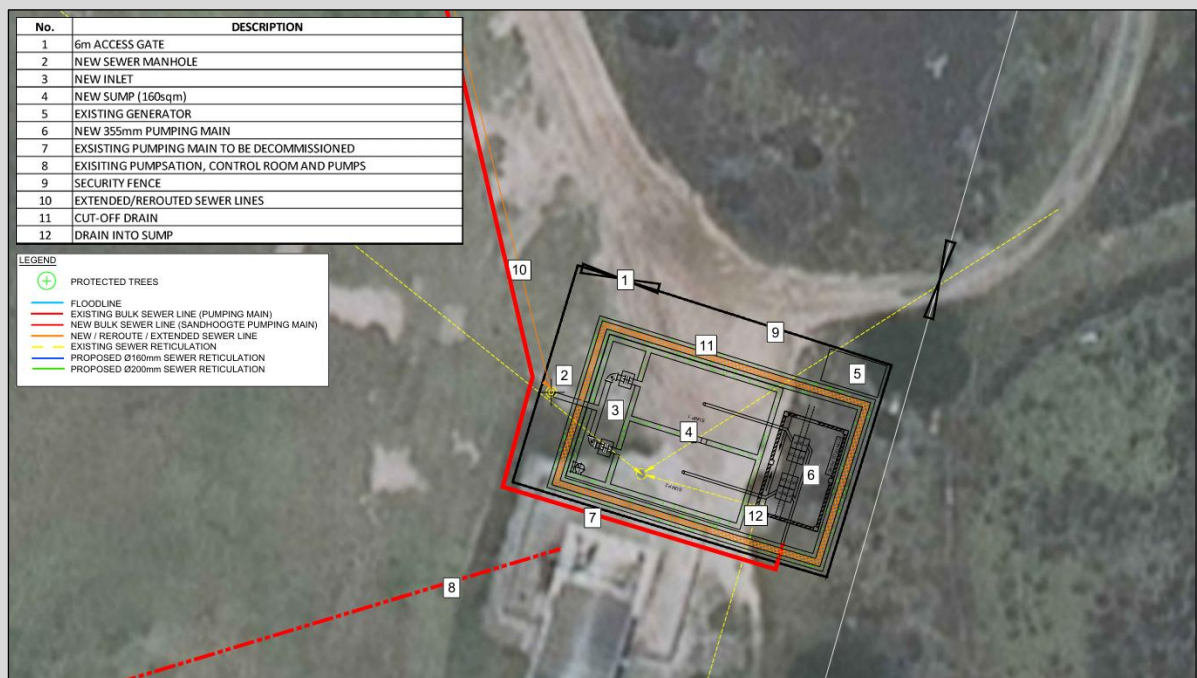 No. DESCRIPTION
1 6m ACCESS GATE
2 NEW SEWER MANHOLE
3 NEW INLET
4 NEW SUMP (160sqm)
5 EXISTING GENERATOR
6 NEW 355mm PUMPING MAIN
7 EXSISTING PUMPING MAIN TO BE DECOMMISSIONED
8 EXISITING PUMPSATION, CONTROL ROOM AND PUMPS
9 SECURITY FENCE
10 EXTENDED/REROUTED SEWER LINES
11 CUT-OFF DRAIN
12 DRAIN INTO SUMP
LEGEND
PROTECTED TREES
FLOODLINE
EXISTING BULK SEWER LINE (PUMPING MAIN)
NEW BULK SEWER LINE (SANDHOOGTE PUMPING MAIN)
NEW / REROUTE / EXTENDED SEWER LINE
EXISTING SEWER RETICULATION
PROPOSED Ø160mm SEWER RETICULATION
PROPOSED Ø200mm SEWER RETICULATION
10
1
9
11
2
5
3
4
SUMP 1
6
SUMP 2
12
7
8